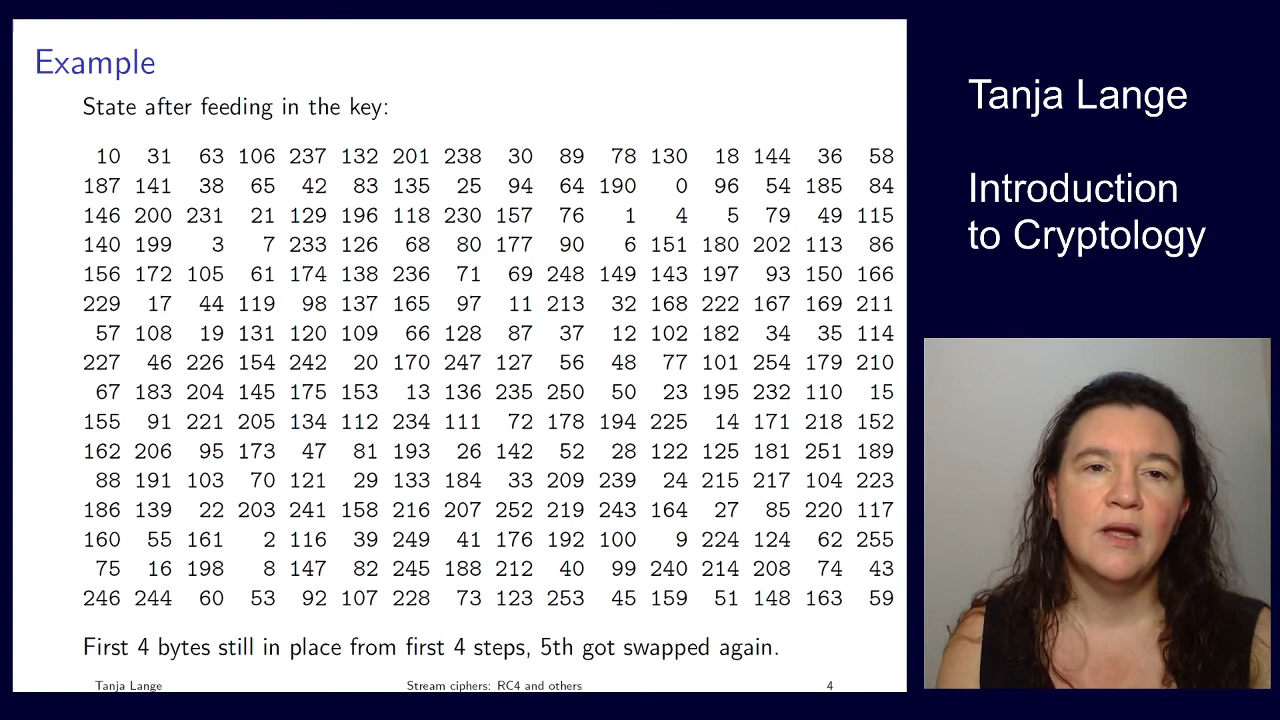 Example
State after feeding in the key:
10 31 63 106 237 132 201 238 30 89 78 130 18 144 36 58
187 141 38 65 42 83 135 25 94 64 190 0 96 54 185 84
146 200 231 21 129 196 118 230 157 76 1 4 5 79 49 115
140 199 3 7 233 126 68 80 177 90 6 151 180 202 113 86
156 172 105 61 174 138 236 71 69 248 149 143 197 93 150 166
229 17 44 119 98 137 165 97 11 213 32 168 222 167 169 211
57 108 19 131 120 109 66 128 87 37 12 102 182 34 35 114
227 46 226 154 242 20 170 247 127 56 48 77 101 254 179 210
67 183 204 145 175 153 13 136 235 250 50 23 195 232 110 15
155 91 221 205 134 112 234 111 72 178 194 225 14 171 218 152
162 206 95 173 47 81 193 26 142 52 28 122 125 181 251 189
88 191 103 70 121 29 133 184 33 209 239 24 215 217 104 223
186 139 22 203 241 158 216 207 252 219 243 164 27 85 220 117
160 55 161 2 116 39 249 41 176 192 100 9 224 124 62 255
75 16 198 8 147 82 245 188 212 40 99 240 214 208 74 43
246 244 60 53 92 107 228 73 123 253 45 159 51 148 163 59
First 4 bytes still in place from first 4 steps, 5th got swapped again.
Tanja Lange Stream ciphers: RC4 and others 4
Tanja Lange
Introduction
to Cryptology